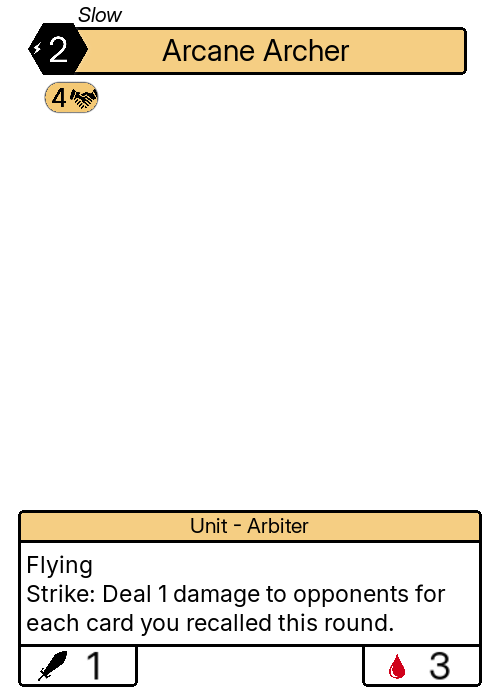 Slow
2 Arcane Archer
4
Unit - Arbiter
Flying
Strike: Deal 1 damage to opponents for
each card you recalled this round.
1 3